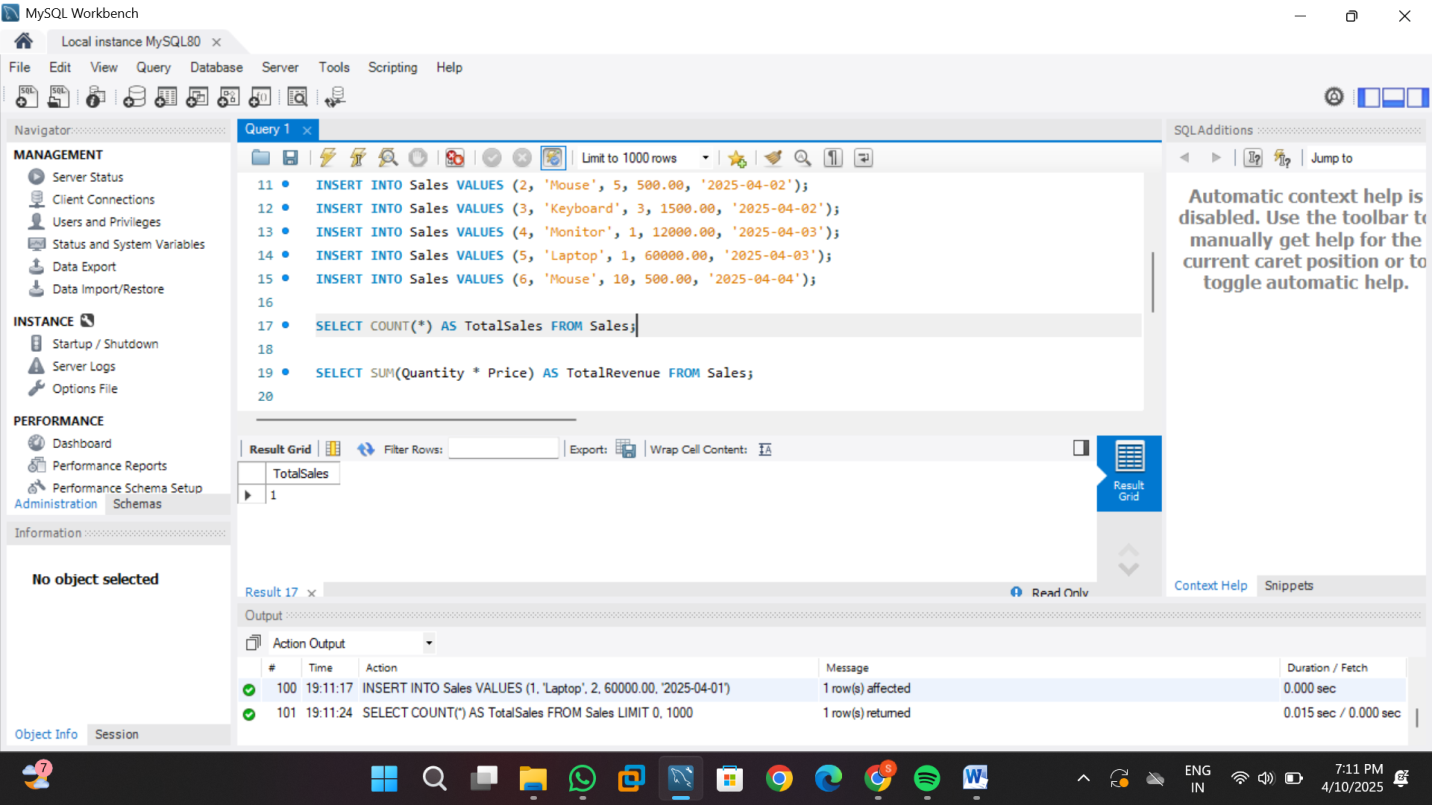 MySQL Workbench
Local instance MySQL80
File Edit View Query Database Server Tools Scripting Help
Navigator
MANAGEMENT
Server Status
Client Connections
Users and Privileges
Status and System Variables
Data Export
Data Import/Restore
INSTANCE
Startup / Shutdown
Server Logs
Options File
PERFORMANCE
Dashboard
Performance Reports
Performance Schema Setup
Administration Schemas
Information
No object selected
Object Info Session
Query 1
Limit to 1000 rows
11 INSERT INTO Sales VALUES (2, 'Mouse', 5, 500.00, '2025-04-02');
12 INSERT INTO Sales VALUES (3, 'Keyboard', 3, 1500.00, '2025-04-02');
13 INSERT INTO Sales VALUES (4, 'Monitor', 1, 12000.00, '2025-04-03');
14 INSERT INTO Sales VALUES (5, 'Laptop', 1, 60000.00, '2025-04-03');
15 INSERT INTO Sales VALUES (6, 'Mouse', 10, 500.00, '2025-04-04');
16
17 SELECT COUNT(*) AS TotalSales FROM Sales;
18
19 SELECT SUM(Quantity * Price) AS TotalRevenue FROM Sales;
20
Result Grid Filter Rows: Export: Wrap Cell Content:
TotalSales
1
Result
Grid
Result 17 Read Only
SQLAdditions
Jump to
Automatic context help is
disabled. Use the toolbar to
manually get help for the
current caret position or to
toggle automatic help.
Context Help Snippets
Output
Action Output
# Time Action Message Duration / Fetch
100 19:11:17 INSERT INTO Sales VALUES (1, 'Laptop', 2, 60000.00, '2025-04-01') 1 row(s) affected 0.000 sec
101 19:11:24 SELECT COUNT(*) AS TotalSales FROM Sales LIMIT 0, 1000 1 row(s) returned 0.015 sec / 0.000 sec
7
S
ENG
IN
7:11 PM
4/10/2025